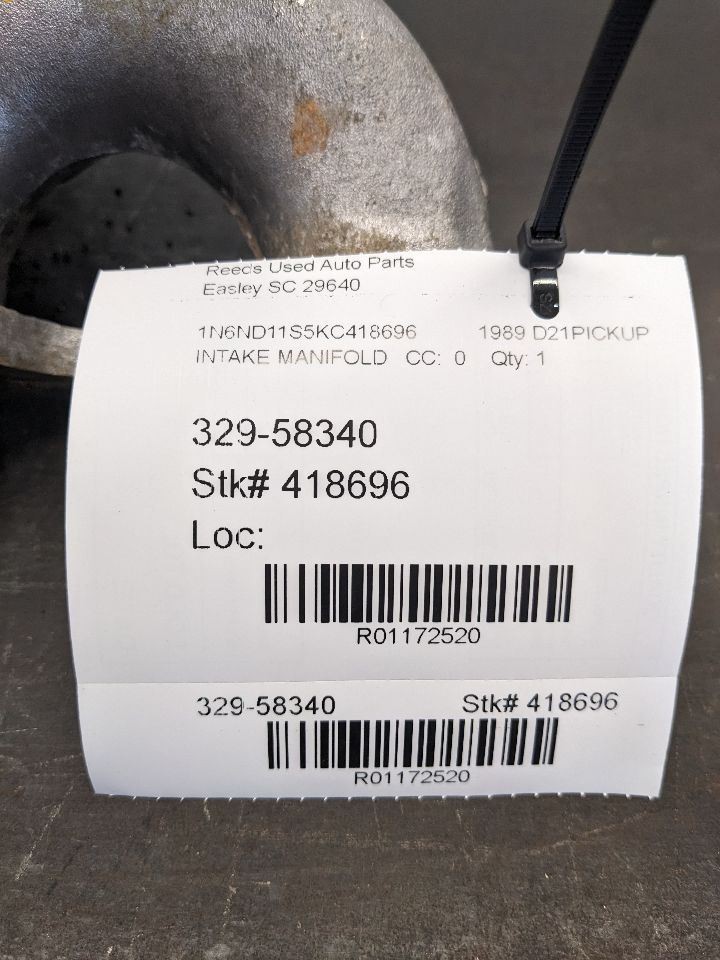 Reeds Used Auto Parts
Easley SC 29640
1N6ND11S5KC418696 1989 D21PICKUP
INTAKE MANIFOLD CC: 0 Qty: 1
329-58340
Stk# 418696
Loc:
R01172520
329-58340 Stk# 418696
R01172520